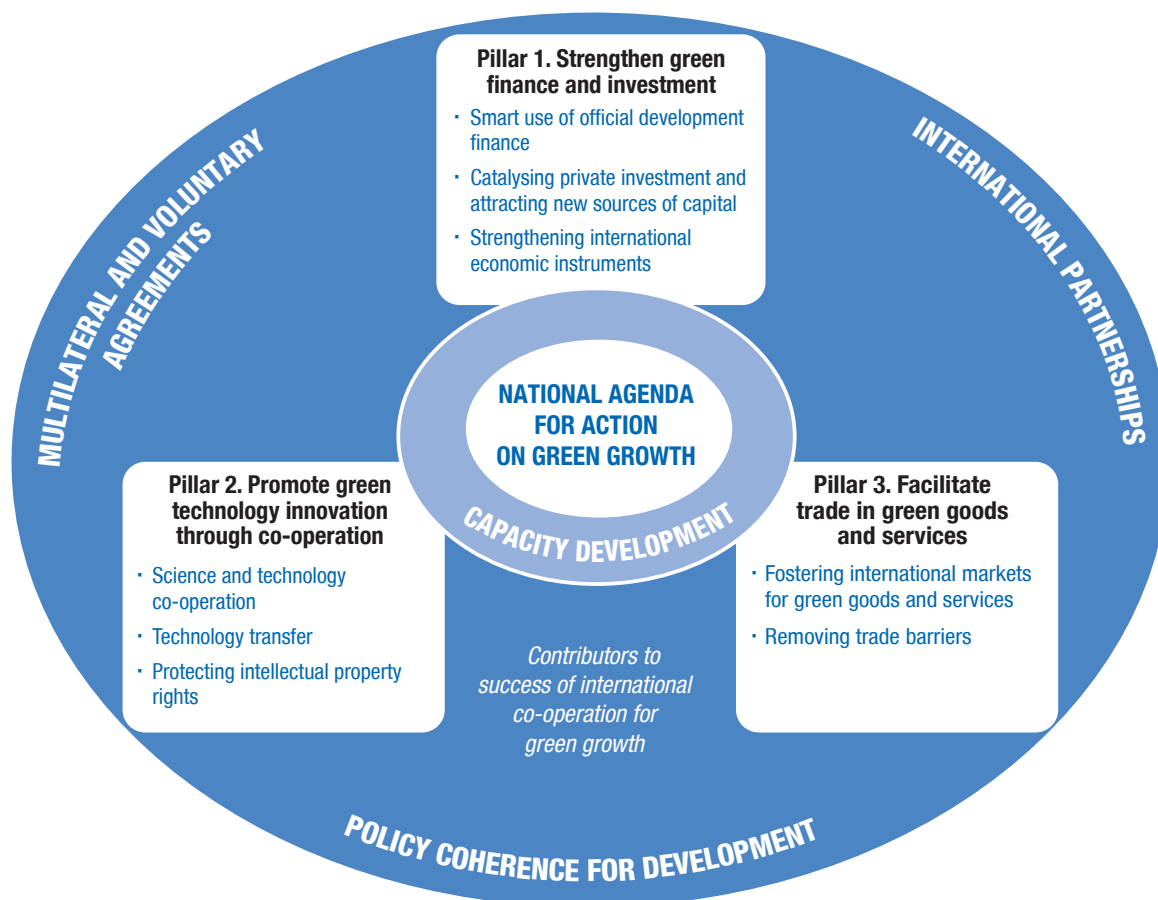 Pillar 1. Strengthen green
finance and investment
· Smart use of official development
finance
· Catalysing private investment and
attracting new sources of capital
· Strengthening international
economic instruments
MULTILATERAL AND VOLUNTARY
AGREEMENTS
INTERNATIONAL PARTNERSHIPS
NATIONAL AGENDA
FOR ACTION
ON GREEN GROWTH
CAPACITY DEVELOPMENT
Pillar 2. Promote green
technology innovation
through co-operation
· Science and technology
co-operation
· Technology transfer
· Protecting intellectual property
rights
Pillar 3. Facilitate
trade in green goods
and services
· Fostering international markets
for green goods and services
· Removing trade barriers
Contributors to
success of international
co-operation for
green growth
POLICY COHERENCE FOR DEVELOPMENT